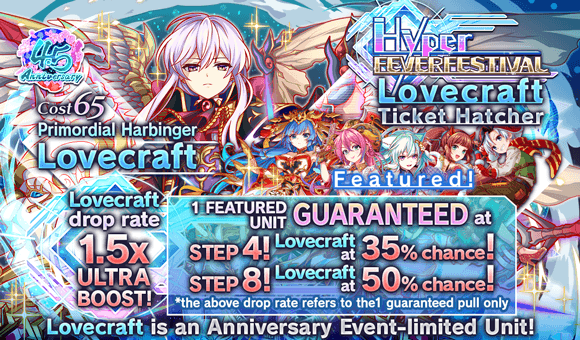 4.5
Anniversary
Hyper
FEVERFESTIVAL
Lovecraft
Ticket Hatcher
Cost65
Primordial Harbinger
Lovecraft
Featured!
Lovecraft
drop rate
1.5x
ULTRA
BOOST!
1 FEATURED
UNIT GUARANTEED at
STEP 4! Lovecraft at 35% chance!
STEP 8! Lovecraft at 50% chance!
*the above drop rate refers to the1 guaranteed pull only
Lovecraft is an Anniversary Event-limited Unit!